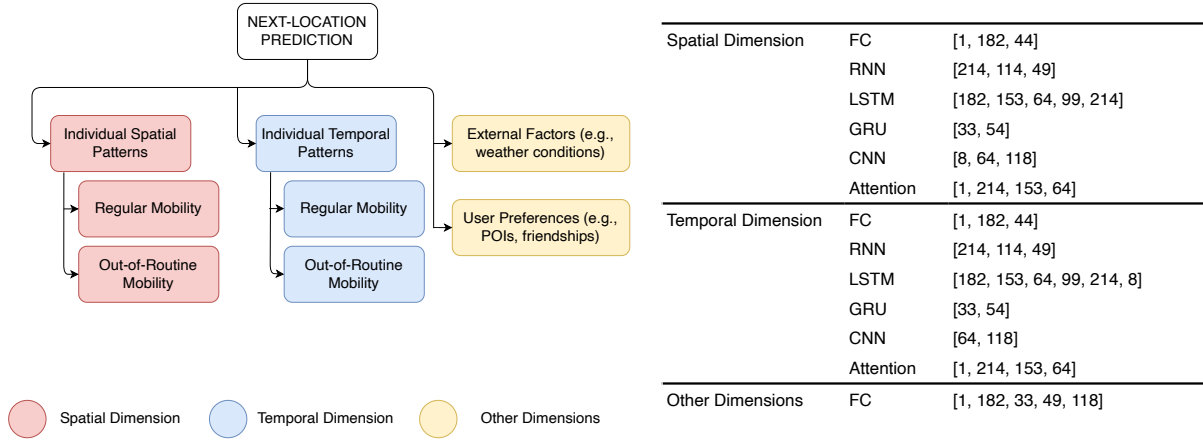 NEXT-LOCATION
PREDICTION
Individual Spatial
Patterns
Regular Mobility
Out-of-Routine
Mobility
Individual Temporal
Patterns
Regular Mobility
Out-of-Routine
Mobility
External Factors (e.g.,
weather conditions)
User Preferences (e.g.,
POIs, friendships)
Spatial Dimension
Temporal Dimension
Other Dimensions
Spatial Dimension FC [1, 182, 44]
RNN [214, 114, 49]
LSTM [182, 153, 64, 99, 214]
GRU [33, 54]
CNN [8, 64, 118]
Attention [1, 214, 153, 64]
Temporal Dimension FC [1, 182, 44]
RNN [214, 114, 49]
LSTM [182, 153, 64, 99, 214, 8]
GRU [33, 54]
CNN [64, 118]
Attention [1, 214, 153, 64]
Other Dimensions FC [1, 182, 33, 49, 118]